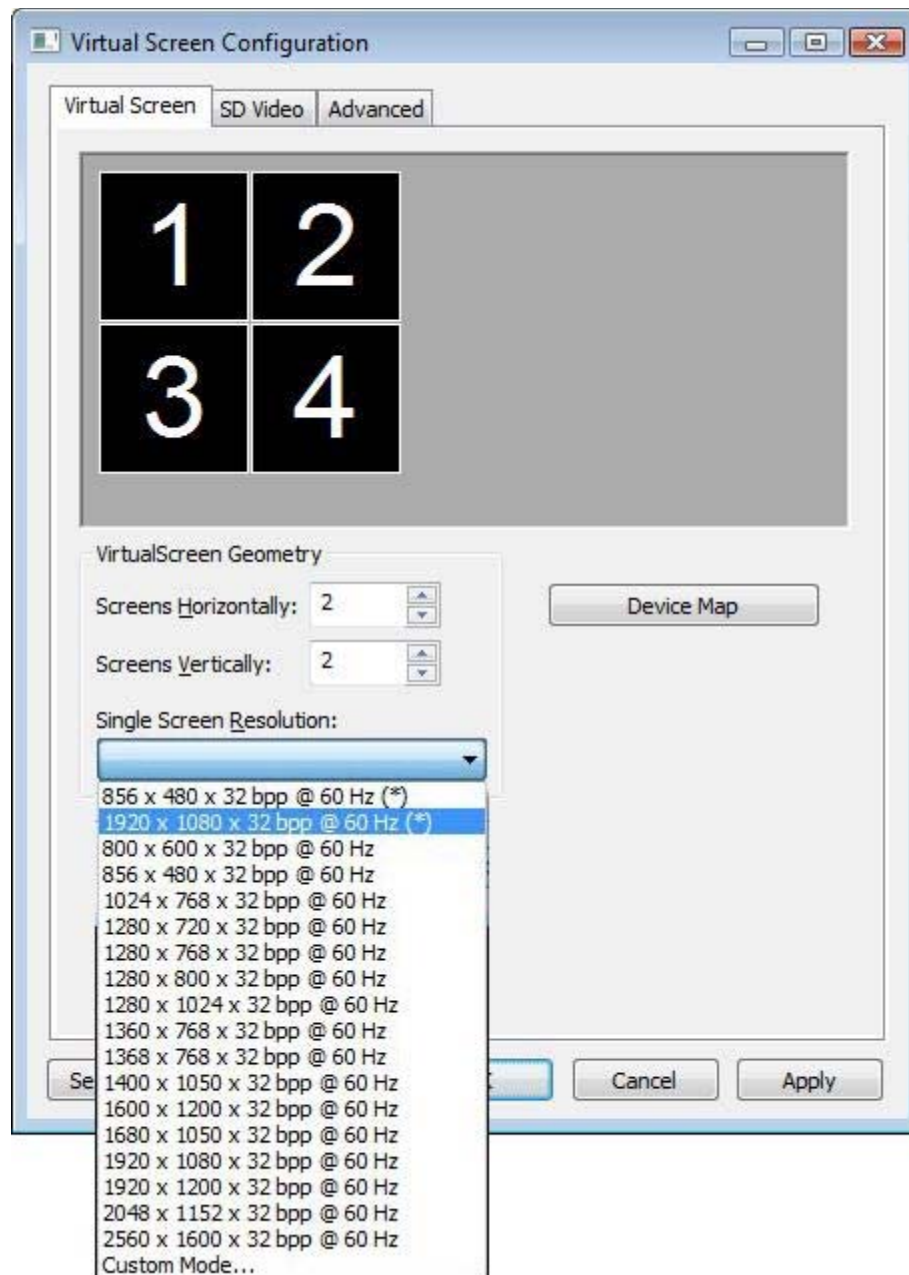 Virtual Screen Configuration
Virtual Screen SD Video Advanced
1 2
3 4
VirtualScreen Geometry
Screens Horizontally: 2
Device Map
Screens Vertically: 2
Single Screen Resolution:
856 x 480 x 32 bpp @ 60 Hz (*)
1920 x 1080 x 32 bpp @ 60 Hz (*)
800 x 600 x 32 bpp @ 60 Hz
856 x 480 x 32 bpp @ 60 Hz
1024 x 768 x 32 bpp @ 60 Hz
1280 x 720 x 32 bpp @ 60 Hz
1280 x 768 x 32 bpp @ 60 Hz
1280 x 800 x 32 bpp @ 60 Hz
1280 x 1024 x 32 bpp @ 60 Hz
1360 x 768 x 32 bpp @ 60 Hz
1368 x 768 x 32 bpp @ 60 Hz
1400 x 1050 x 32 bpp @ 60 Hz
1600 x 1200 x 32 bpp @ 60 Hz
1680 x 1050 x 32 bpp @ 60 Hz
1920 x 1080 x 32 bpp @ 60 Hz
1920 x 1200 x 32 bpp @ 60 Hz
2048 x 1152 x 32 bpp @ 60 Hz
2560 x 1600 x 32 bpp @ 60 Hz
Custom Mode...
Se Cancel Apply